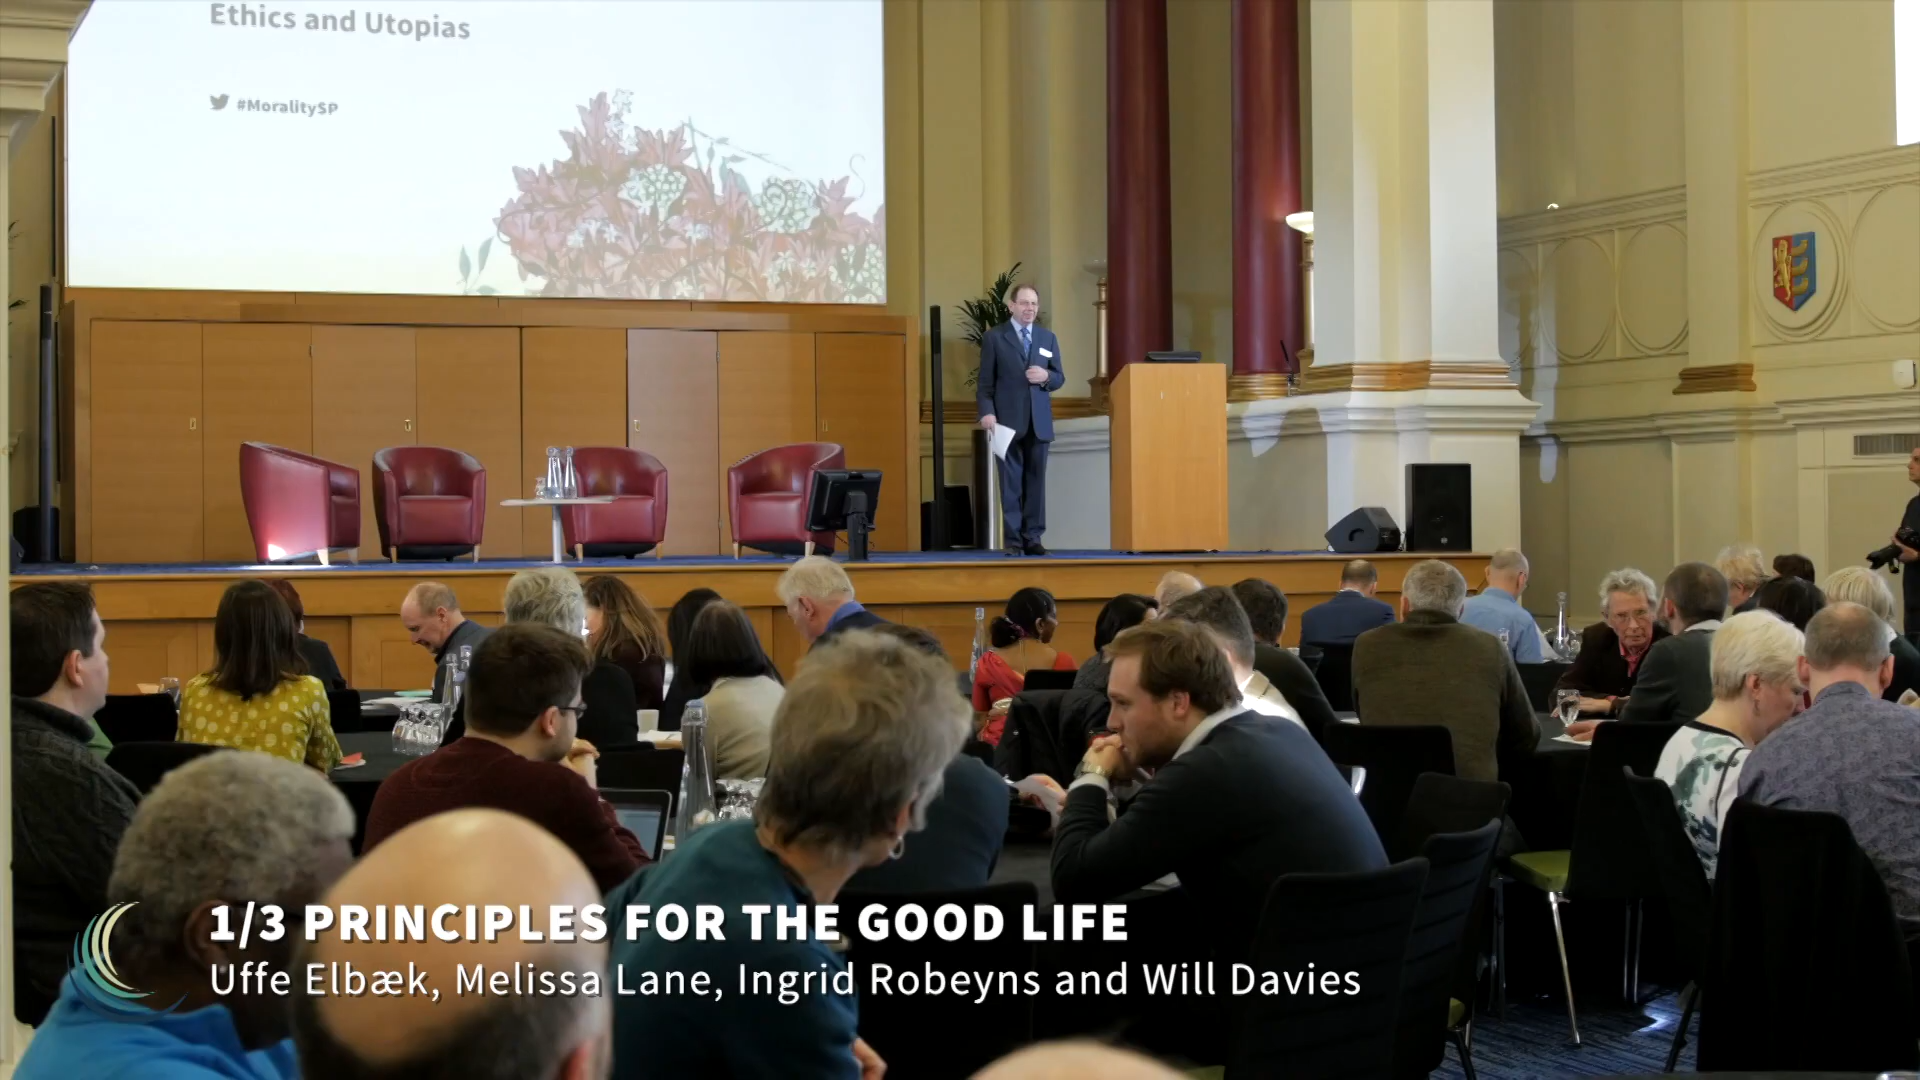 Ethics and Utopias
#MoralitySP
1/3 PRINCIPLES FOR THE GOOD LIFE
Uffe Elbæk, Melissa Lane, Ingrid Robeyns and Will Davies